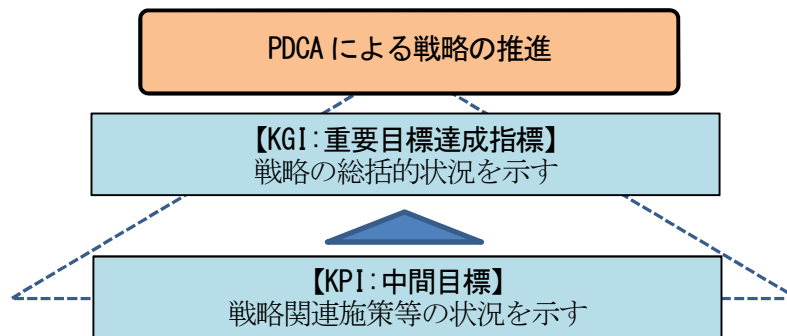 PDCAによる戦略の推進
【KGI:重要目標達成指標】
戦略の総括的状況を示す
【KPI:中間目標】
戦略関連施策等の状況を示す